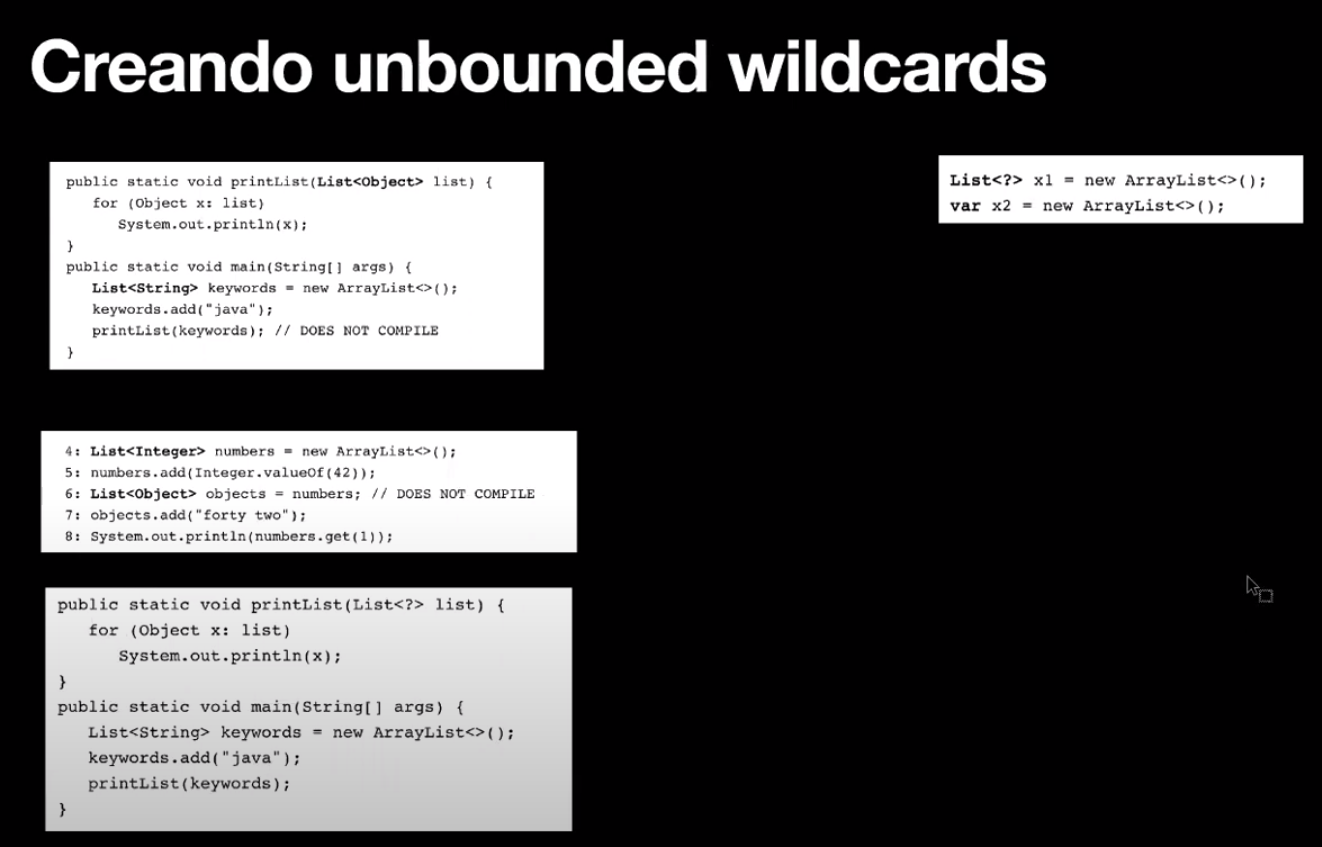 Creando unbounded wildcards
public static void printList(List<Object> list) {
for (Object x: list)
System.out.println(x);
}
public static void main(String[] args) {
List<String> keywords = new ArrayList<>();
keywords.add("java");
printList(keywords); // DOES NOT COMPILE
}
4: List<Integer> numbers = new ArrayList<>();
5: numbers.add(Integer.valueOf(42));
6: List<Object> objects = numbers; // DOES NOT COMPILE
7: objects.add("forty two");
8: System.out.println(numbers.get(1));
public static void printList(List<?> list) {
for (Object x: list)
System.out.println(x);
}
public static void main(String[] args) {
List<String> keywords = new ArrayList<>();
keywords.add("java");
printList(keywords);
}
List<?> x1 = new ArrayList<>();
var x2 = new ArrayList<>();